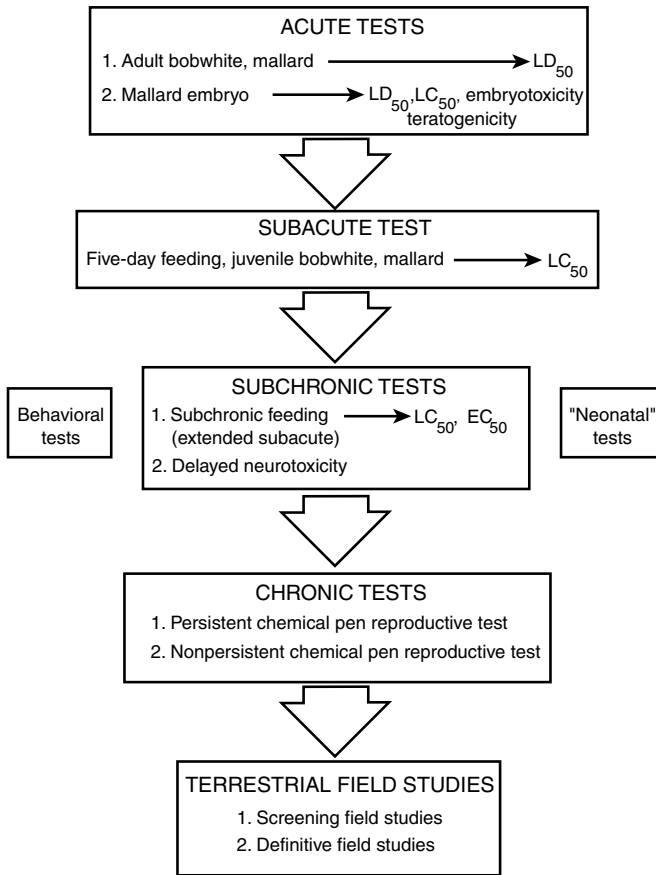 ACUTE TESTS
1. Adult bobwhite, mallard LD50
2. Mallard embryo LD50,LC50, embryotoxicity
teratogenicity
SUBACUTE TEST
Five-day feeding, juvenile bobwhite, mallard LC50
Behavioral
tests
SUBCHRONIC TESTS
1. Subchronic feeding LC50, EC50
(extended subacute)
2. Delayed neurotoxicity
"Neonatal"
tests
CHRONIC TESTS
1. Persistent chemical pen reproductive test
2. Nonpersistent chemical pen reproductive test
TERRESTRIAL FIELD STUDIES
1. Screening field studies
2. Definitive field studies